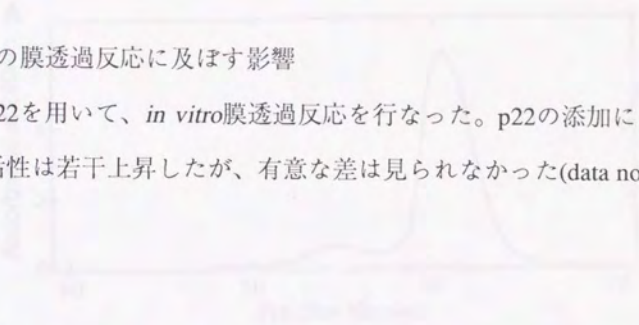 の膜透過反応に及ぼす影響
22を用いて、in vitro膜透過反応を行なった。p22の添加に
活性は若干上昇したが、有意な差は見られなかった(data no